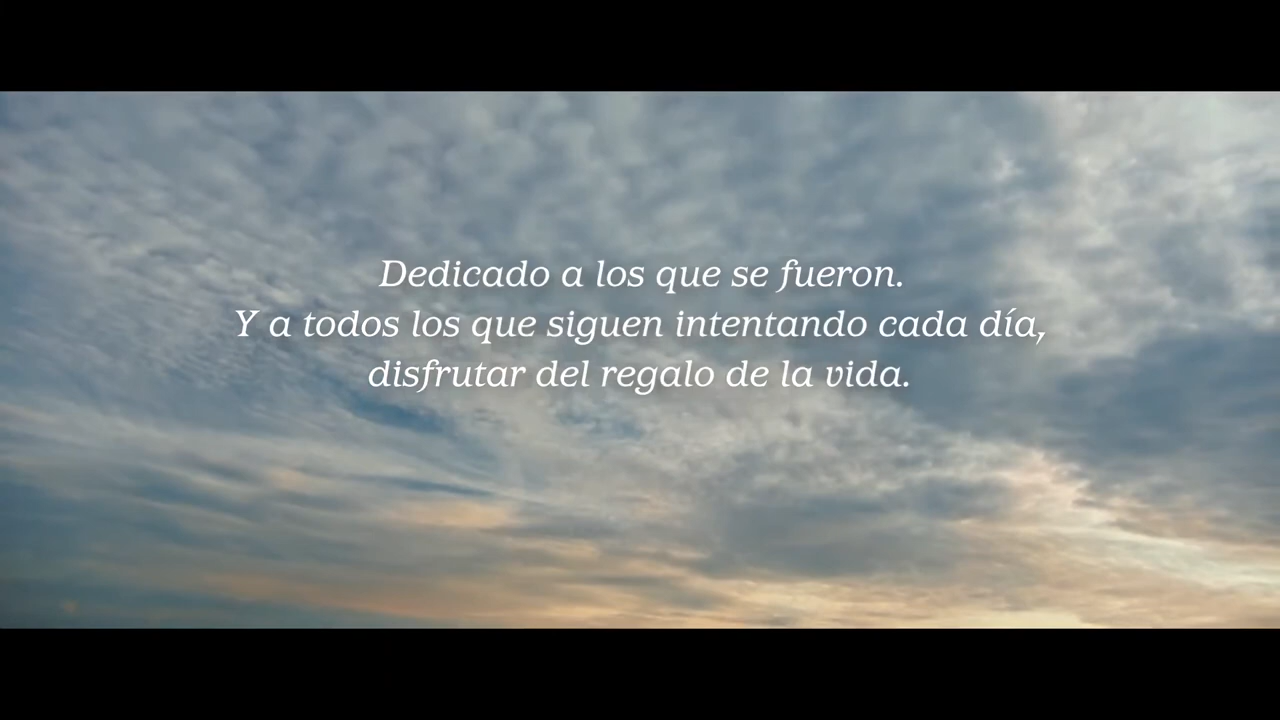 Dedicado a los que se fueron.
Y a todos los que siguen intentando cada día,
disfrutar del regalo de la vida.